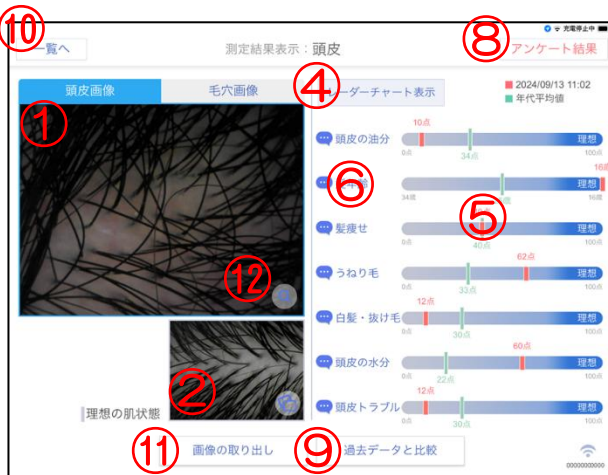 ⑩
一覧へ
測定結果表示：頭皮
充電停止中
⑧
アンケート結果
頭皮画像
毛穴画像
④
レーダーチャート表示
2024/09/13 11:02
年代平均値
①
頭皮の油分
10点
34点
0点
100点
理想
⑥
16歳
34歳
16歳
理想
髪痩せ
⑤
40点
0点
100点
理想
うねり毛
62点
33点
0点
100点
理想
⑫
白髪・抜け毛
12点
30点
0点
100点
理想
頭皮の水分
60点
22点
0点
100点
理想
②
理想の肌状態
頭皮トラブル
12点
30点
0点
100点
理想
⑪
画像の取り出し
⑨
過去データと比較
00000000000